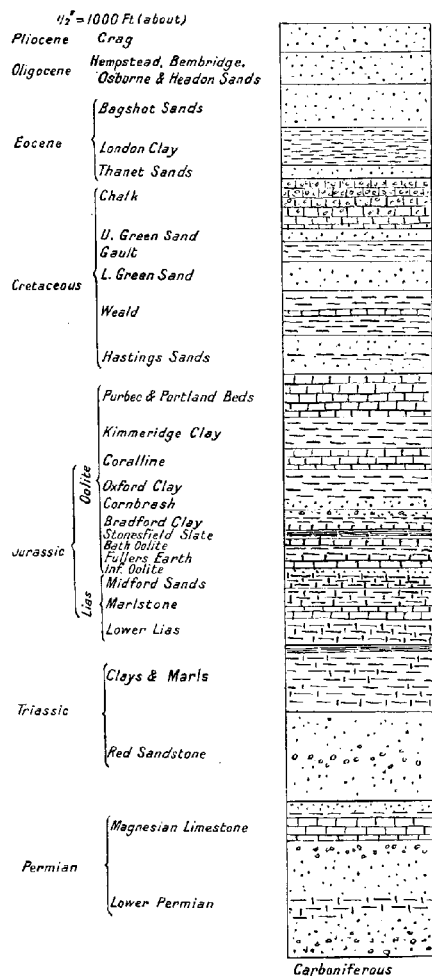 1/2" = 1000 Ft (about)
Pliocene Crag
Oligocene Hempstead, Bembridge,
Osborne & Headon Sands
Eocene
Bagshot Sands
London Clay
Thanet Sands
Cretaceous
Chalk
U. Green Sand
Gault
L. Green Sand
Weald
Hastings Sands
Jurassic
Oolite
Purbec & Portland Beds
Kimmeridge Clay
Coralline
Oxford Clay
Cornbrash
Bradford Clay
Stonesfield Slate
Bath Oolite
Fullers Earth
Inf. Oolite
Lias
Midford Sands
Marlstone
Lower Lias
Triassic
Clays & Marls
Red Sandstone
Permian
Magnesian Limestone
Lower Permian
Carboniferous